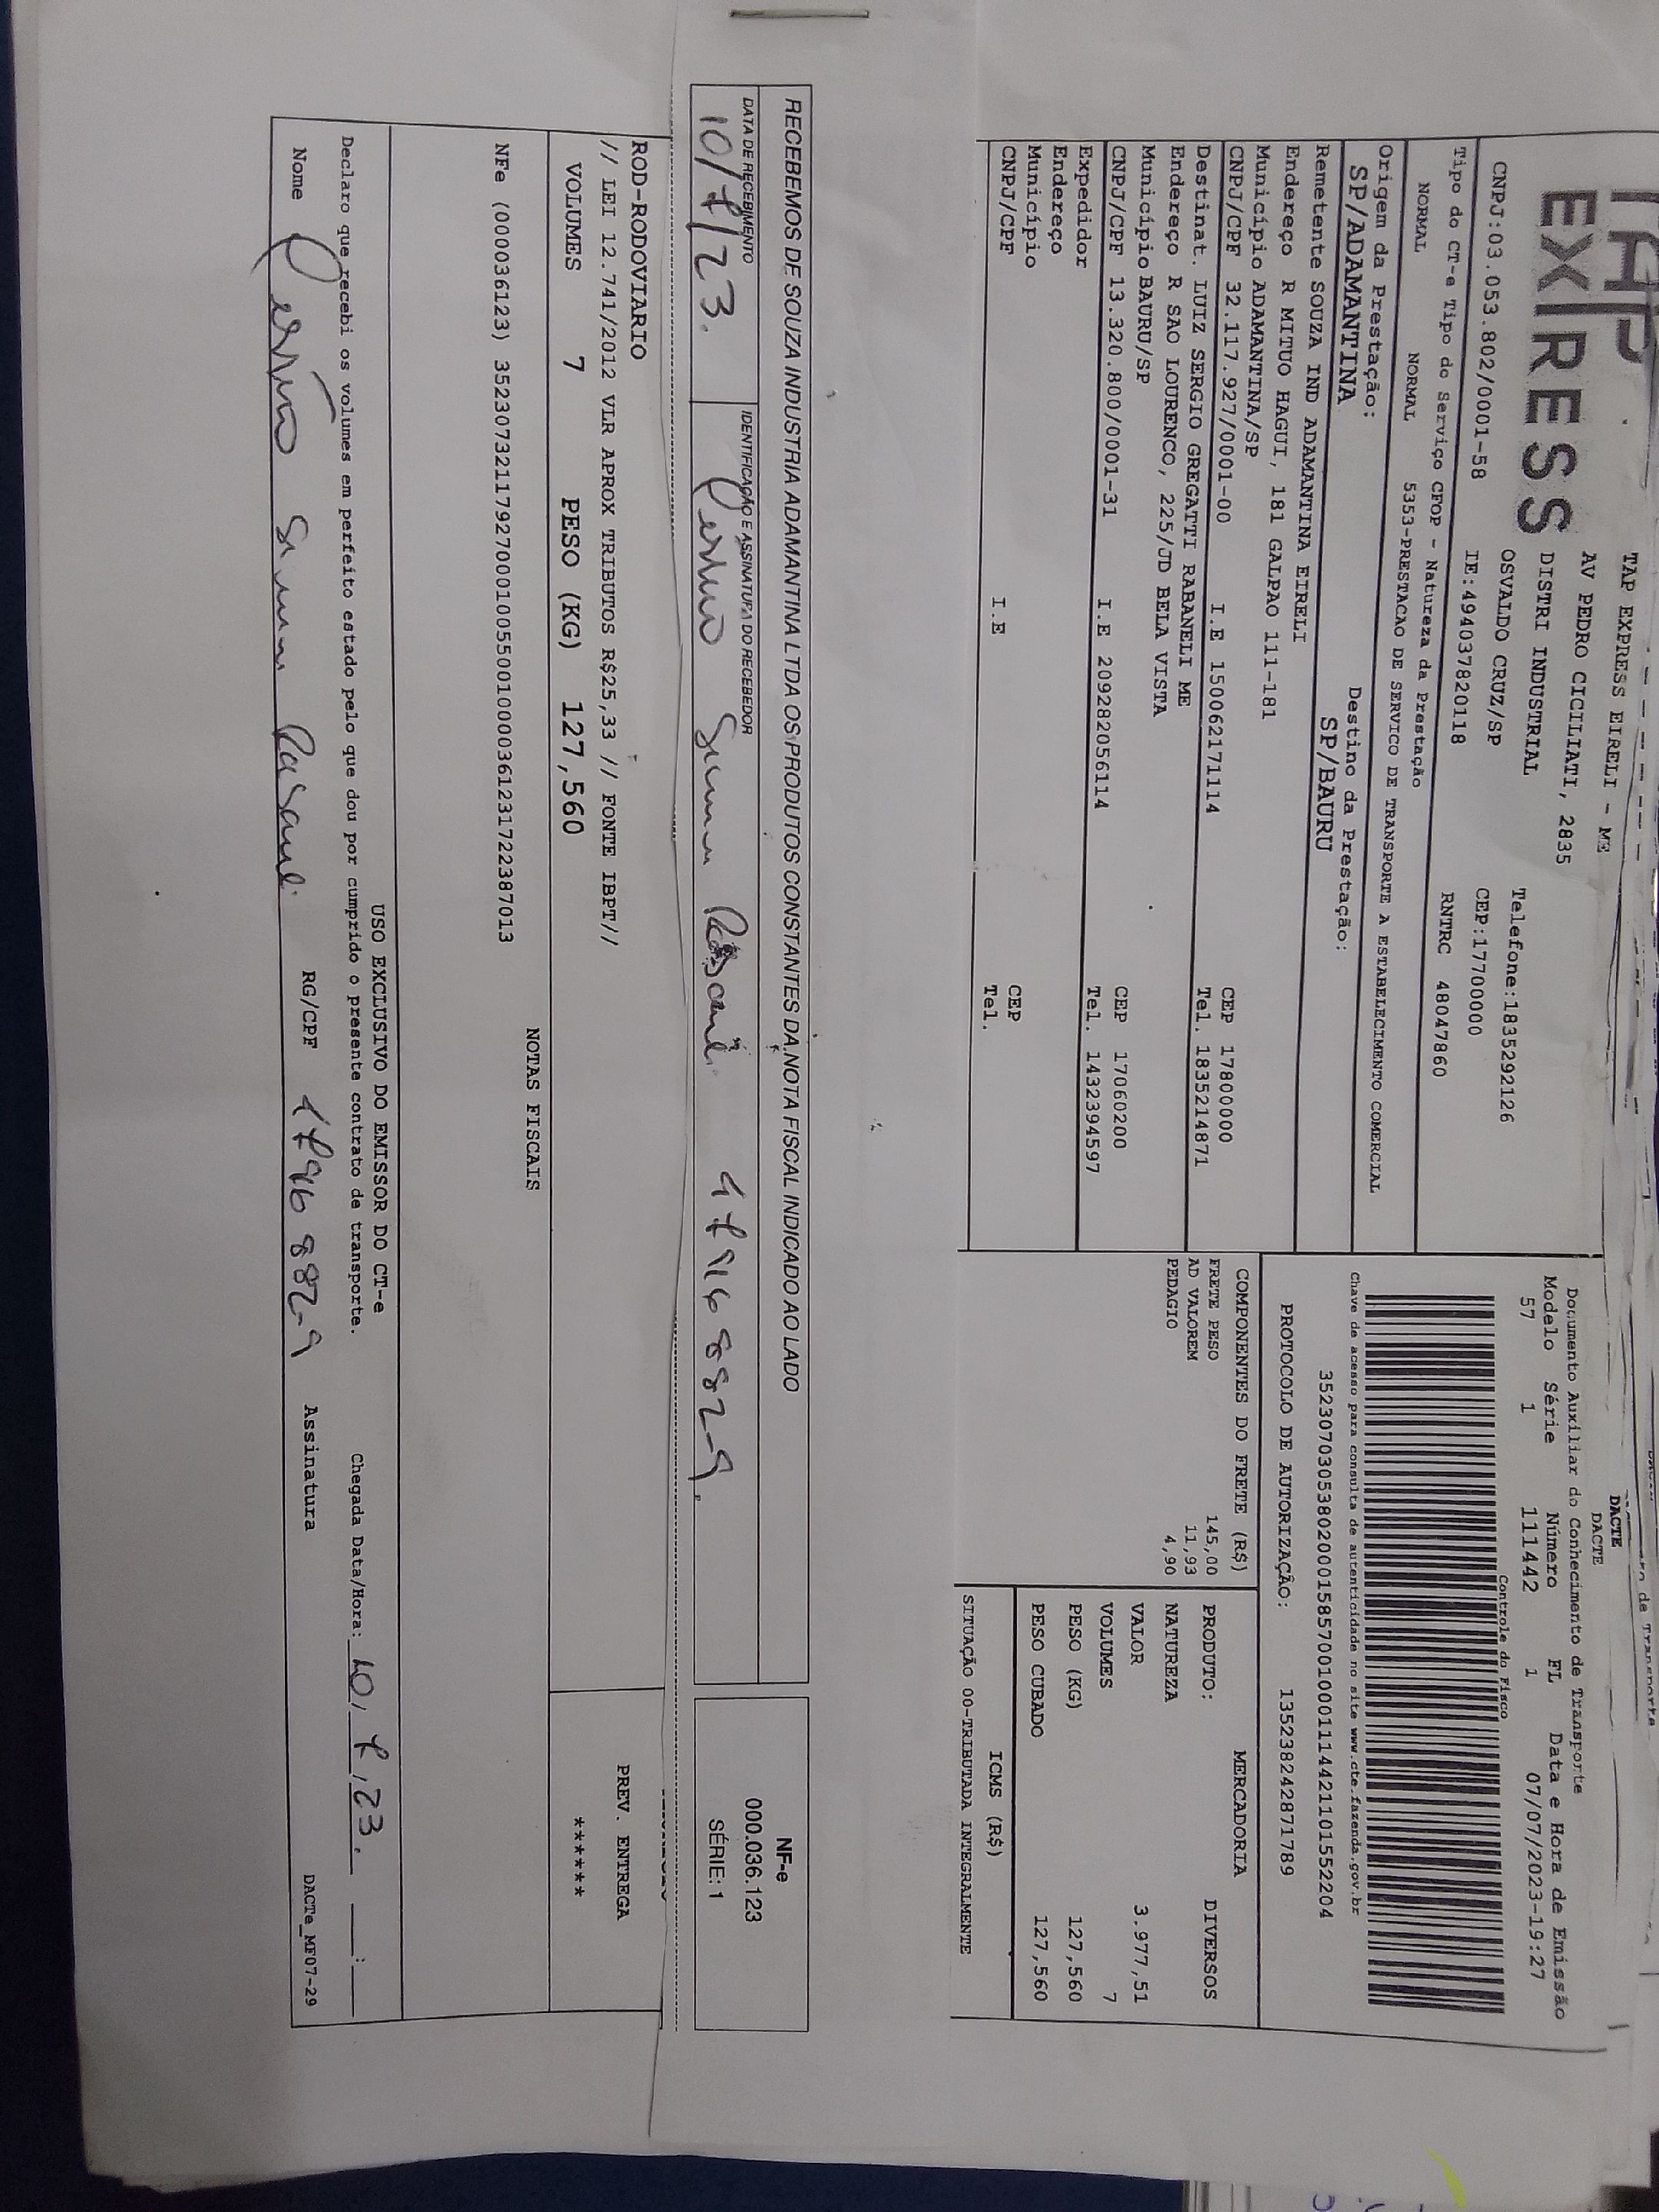 TAP
EXPRESS
TAP EXPRESS EIRELI - ME
AV PEDRO CICILIATI, 2835
DISTRI INDUSTRIAL
OSVALDO CRUZ/SP
Telefone:1835292126
CEP:17700000
CNPJ:03.053.802/0001-58
IE:494037820118
RNTRC 48047860
Tipo do CT-e Tipo do Serviço CFOP - Natureza da Prestação
NORMAL NORMAL 5353-PRESTACAO DE SERVICO DE TRANSPORTE A ESTABELECIMENTO COMERCIAL
Origem da Prestação: Destino da Prestação:
SP/ADAMANTINA SP/BAURU
Remetente SOUZA IND ADAMANTINA EIRELI
Endereço R MITUO HAGUI, 181 GALPAO 111-181
Município ADAMANTINA/SP CEP 17800000
CNPJ/CPF 32.117.927/0001-00 I.E 150062171114 Tel. 1835214871
Destinat. LUIZ SERGIO GREGATTI RABANELI ME
Endereço R SAO LOURENCO, 225/JD BELA VISTA
Município BAURU/SP CEP 17060200
CNPJ/CPF 13.320.800/0001-31 I.E 209282056114 Tel. 1432394597
Expedidor
Endereço
Município CEP
CNPJ/CPF I.E Tel.
DACTE
DACTE
Documento Auxiliar do Conhecimento de Transporte
Modelo Série Número FL Data e Hora de Emissão
57 1 111442 1 07/07/2023-19:27
Controle do Fisco
Chave de acesso para consulta de autenticidade no site www.cte.fazenda.gov.br
35230703053802000158570010001114421101552204
PROTOCOLO DE AUTORIZAÇÃO: 135238242871789
COMPONENTES DO FRETE (R$)
FRETE PESO 145,00
AD VALOREM 11,93
PEDAGIO 4,90
MERCADORIA
PRODUTO: DIVERSOS
NATUREZA
VALOR 3.977,51
VOLUMES 7
PESO (KG) 127,560
PESO CUBADO 127,560
ICMS (R$)
SITUAÇÃO 00-TRIBUTADA INTEGRALMENTE
RECEBEMOS DE SOUZA INDUSTRIA ADAMANTINA LTDA OS PRODUTOS CONSTANTES DA NOTA FISCAL INDICADO AO LADO
DATA DE RECEBIMENTO IDENTIFICAÇÃO E ASSINATURA DO RECEBEDOR
10/7/23.
NF-e
000.036.123
SÉRIE: 1
ROD-RODOVIARIO
// LEI 12.741/2012 VLR APROX TRIBUTOS R$25,33 // FONTE IBPT//
VOLUMES 7 PESO (KG) 127,560
PREV. ENTREGA
*******
NOTAS FISCAIS
NFe (000036123) 35230732117927000100550010000361231722387013
USO EXCLUSIVO DO EMISSOR DO CT-e
Declaro que recebi os volumes em perfeito estado pelo que dou por cumprido o presente contrato de transporte. Chegada Data/Hora: 10/7/23. :
Nome RG/CPF Assinatura DACTe_MF07-29